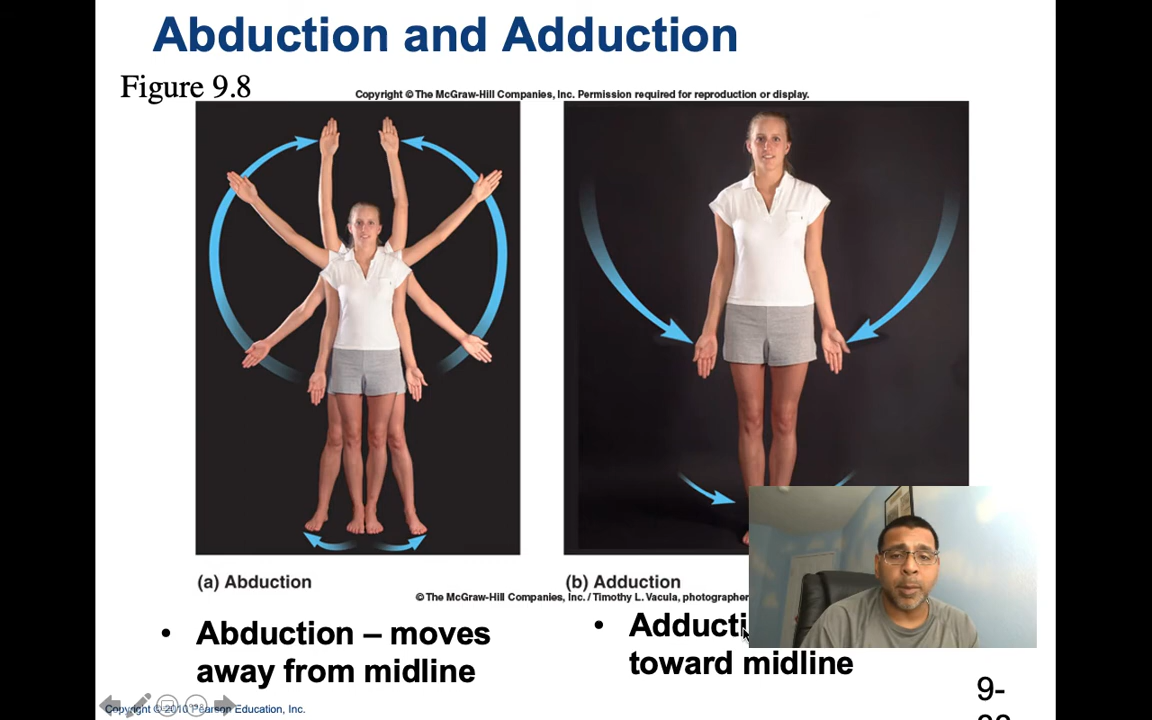 Abduction and Adduction
Figure 9.8
Copyright © The McGraw-Hill Companies, Inc. Permission required for reproduction or display.
(a) Abduction
(b) Adduction
© The McGraw-Hill Companies, Inc. / Timothy L. Vacula, photographer
• Abduction – moves
away from midline
• Adducti
toward midline
9-
Copyright © 2010 Pearson Education, Inc.